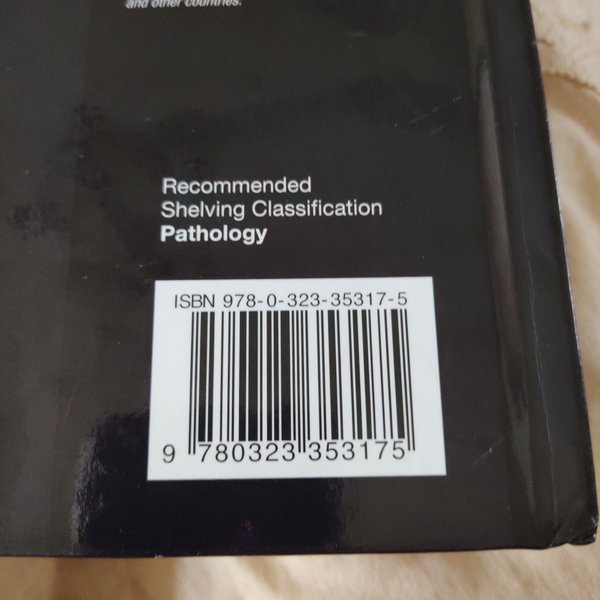 and other countries.
Recommended
Shelving Classification
Pathology
ISBN 978-0-323-35317-5
9 780323 353175